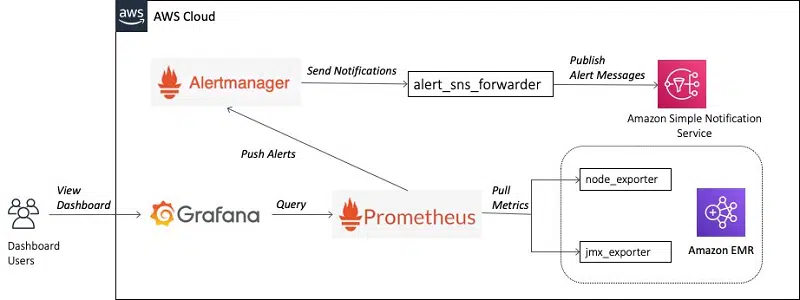 aws
AWS Cloud
Alertmanager
Send Notifications
alert_sns_forwarder
Publish
Alert Messages
Amazon Simple Notification
Service
Push Alerts
View
Dashboard
Dashboard
Users
Grafana
Query
Prometheus
Pull
Metrics
node_exporter
Amazon EMR
jmx_exporter